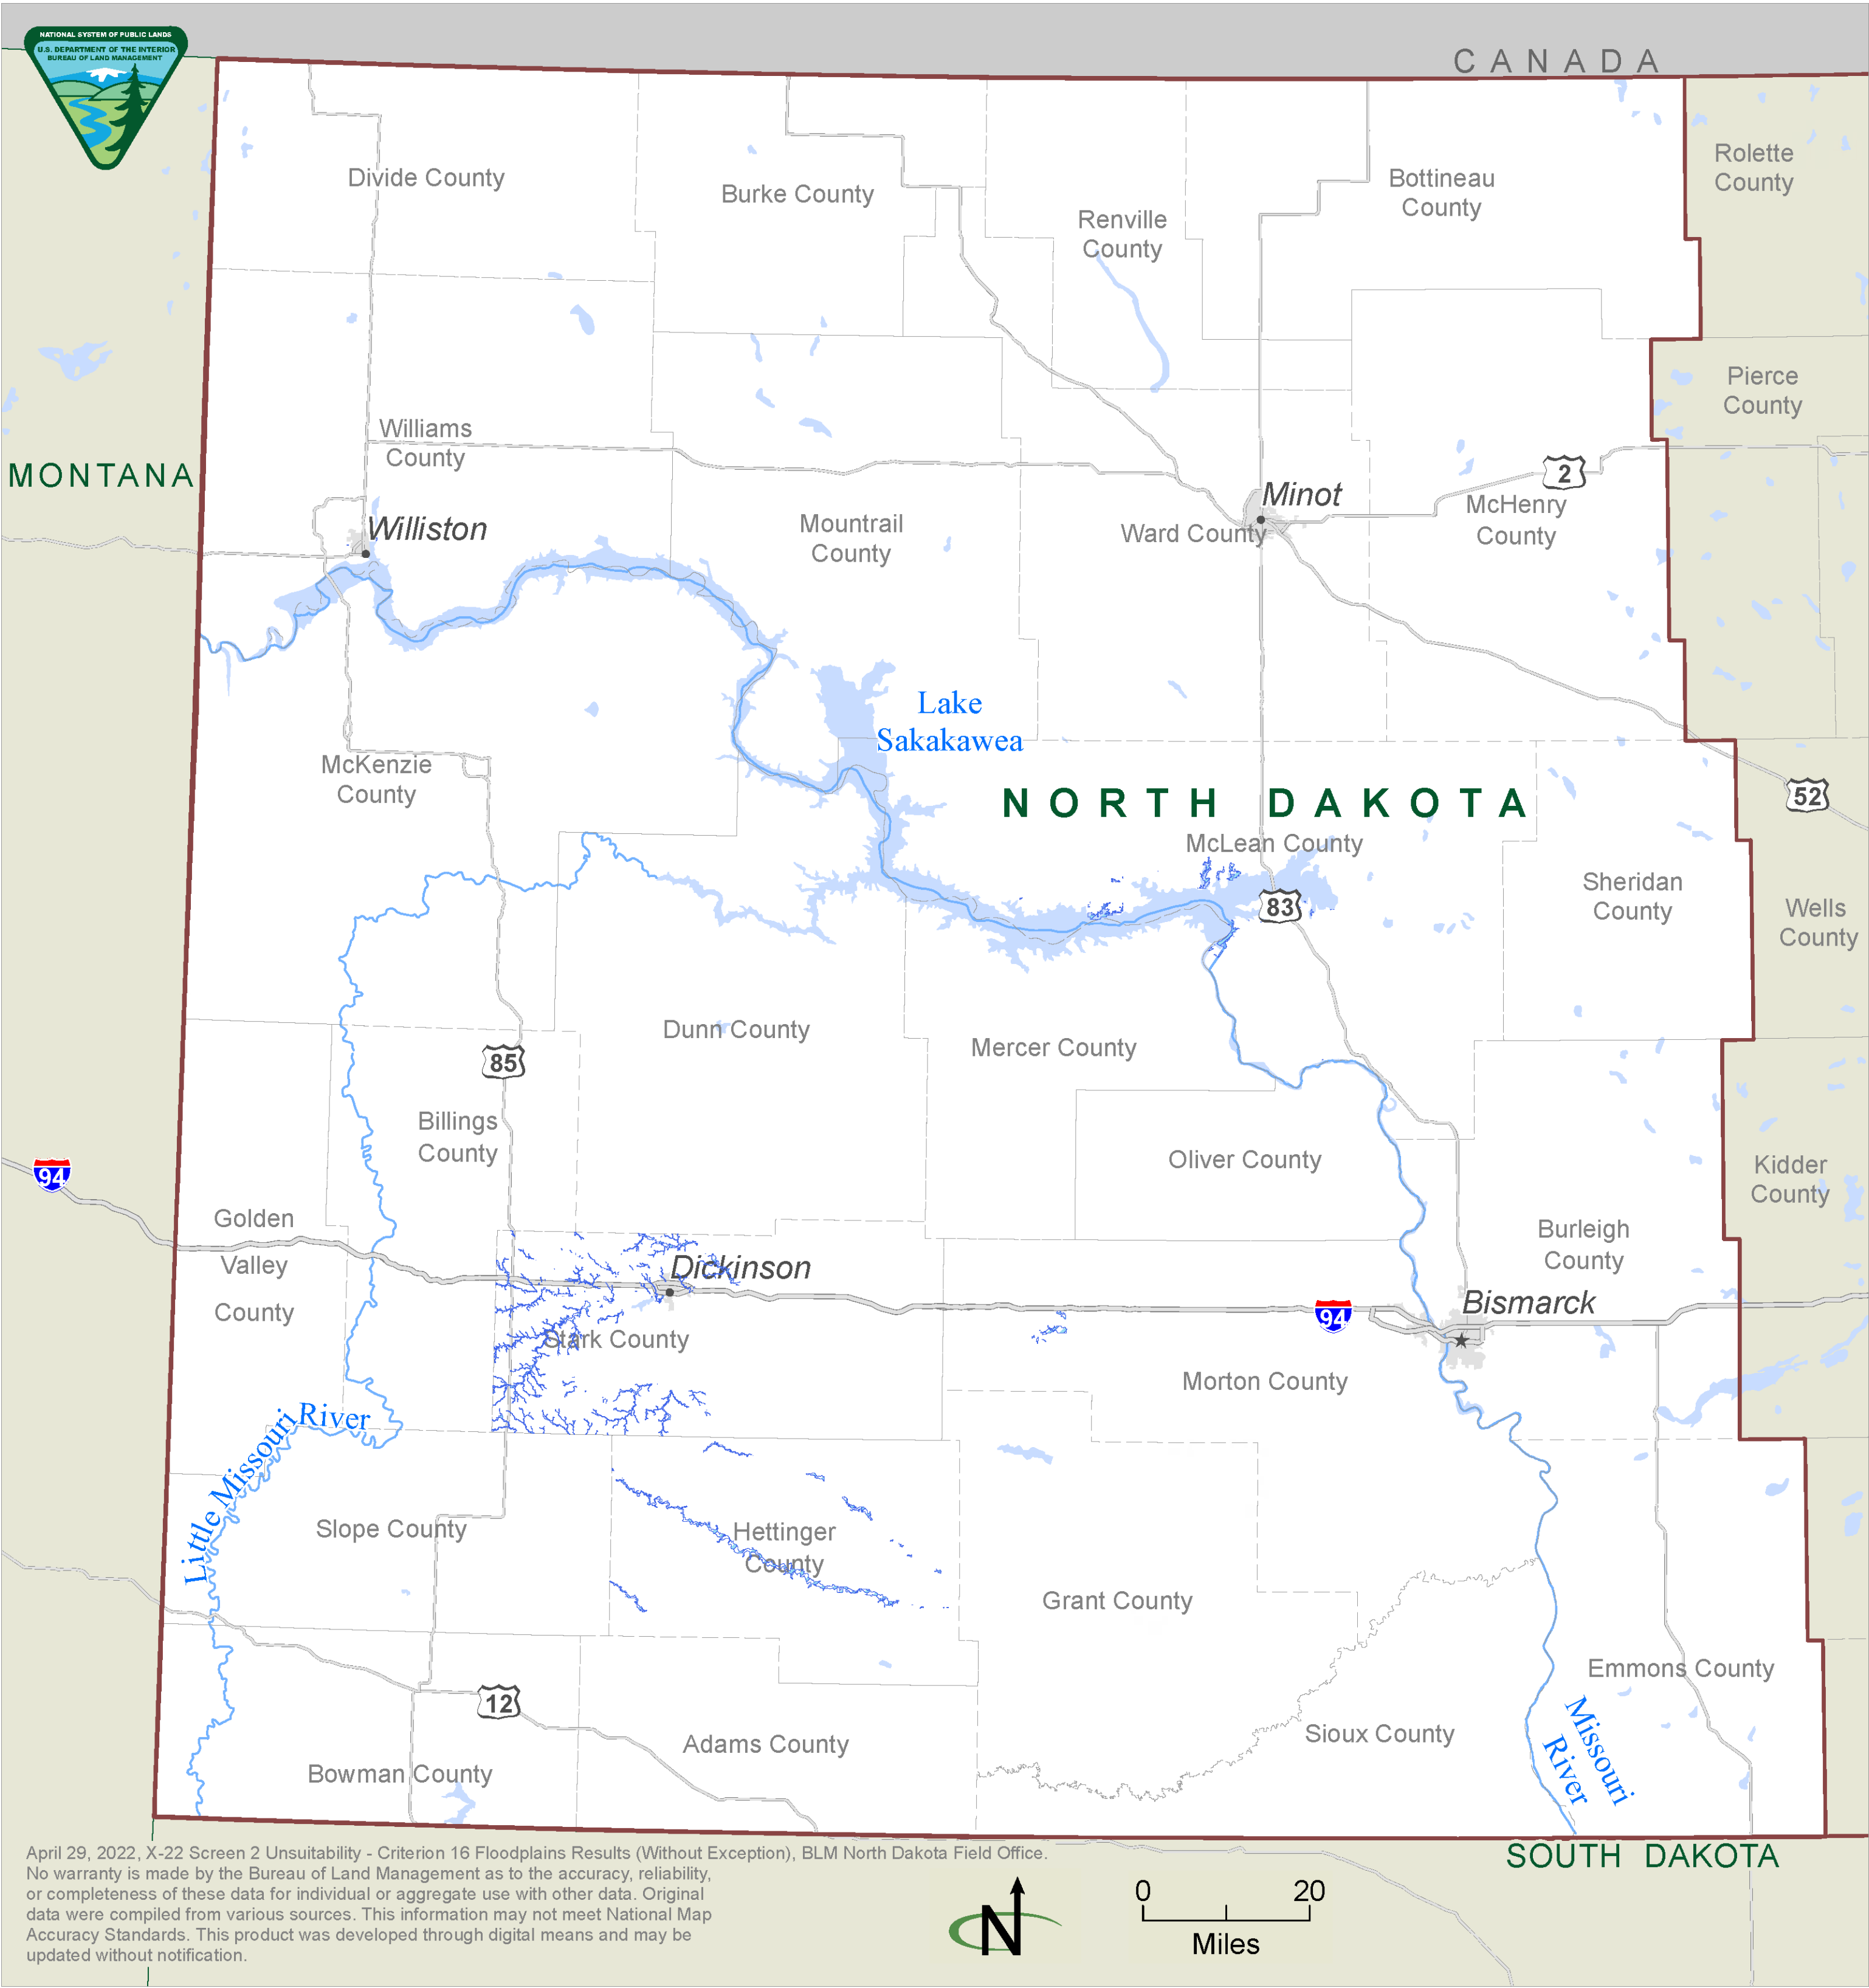 NATIONAL SYSTEM OF PUBLIC LANDS
U.S. DEPARTMENT OF THE INTERIOR
BUREAU OF LAND MANAGEMENT
CANADA
Rolette
County
Divide County
Burke County
Renville
County
Bottineau
County
Pierce
County
Williams
County
MONTANA
2
Minot
McHenry
County
Williston
Mountrail
County
Ward County
Lake
Sakakawea
McKenzie
County
NORTH DAKOTA
52
McLean County
83
Sheridan
County
Wells
County
Dunn County
Mercer County
85
Billings
County
Oliver County
94
Kidder
County
Golden
Valley
County
Burleigh
County
Dickinson
Stark County
94
Bismarck
Morton County
Little Missouri River
Slope County
Hettinger
County
Grant County
Emmons County
12
Adams County
Sioux County
Missouri
River
Bowman County
SOUTH DAKOTA
April 29, 2022, X-22 Screen 2 Unsuitability - Criterion 16 Floodplains Results (Without Exception), BLM North Dakota Field Office.
No warranty is made by the Bureau of Land Management as to the accuracy, reliability,
or completeness of these data for individual or aggregate use with other data. Original
data were compiled from various sources. This information may not meet National Map
Accuracy Standards. This product was developed through digital means and may be
updated without notification.
N
0 20
Miles